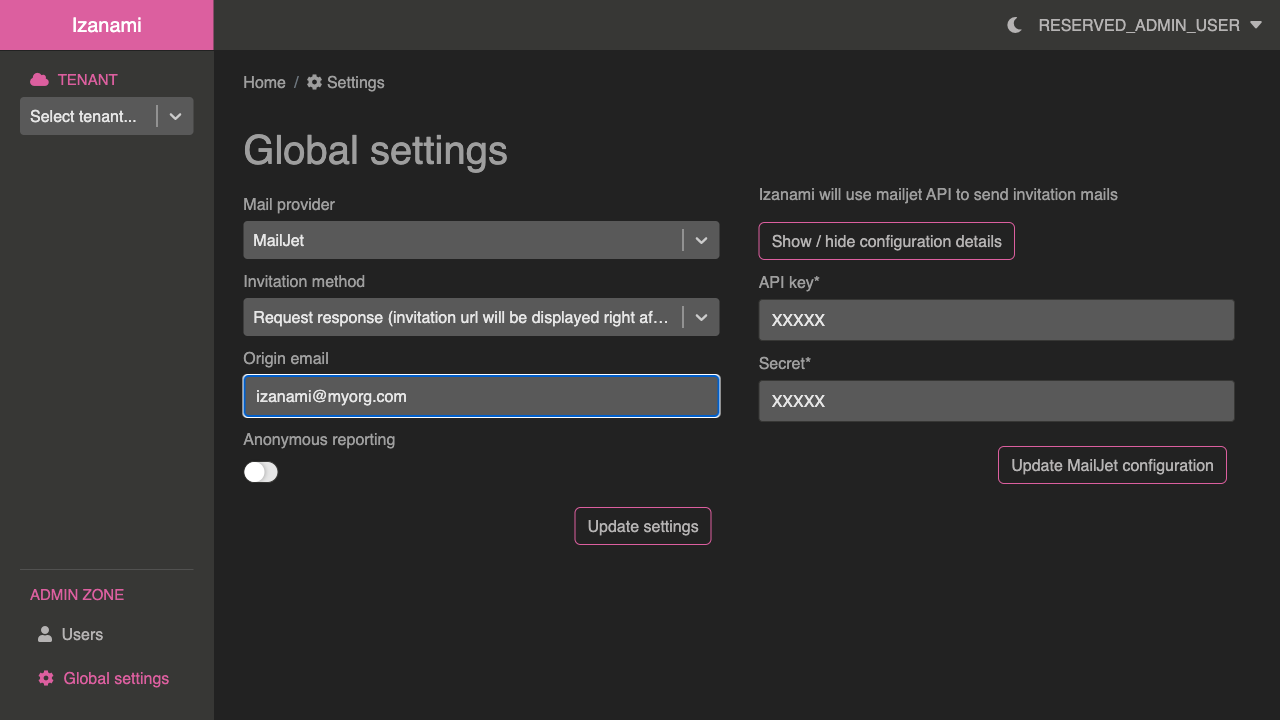 Izanami
RESERVED_ADMIN_USER
TENANT
Select tenant...
Home / Settings
Global settings
Mail provider
MailJet
Invitation method
Request response (invitation url will be displayed right af…
Origin email
izanami@myorg.com
Anonymous reporting
Update settings
Izanami will use mailjet API to send invitation mails
Show / hide configuration details
API key*
XXXXX
Secret*
XXXXX
Update MailJet configuration
ADMIN ZONE
Users
Global settings